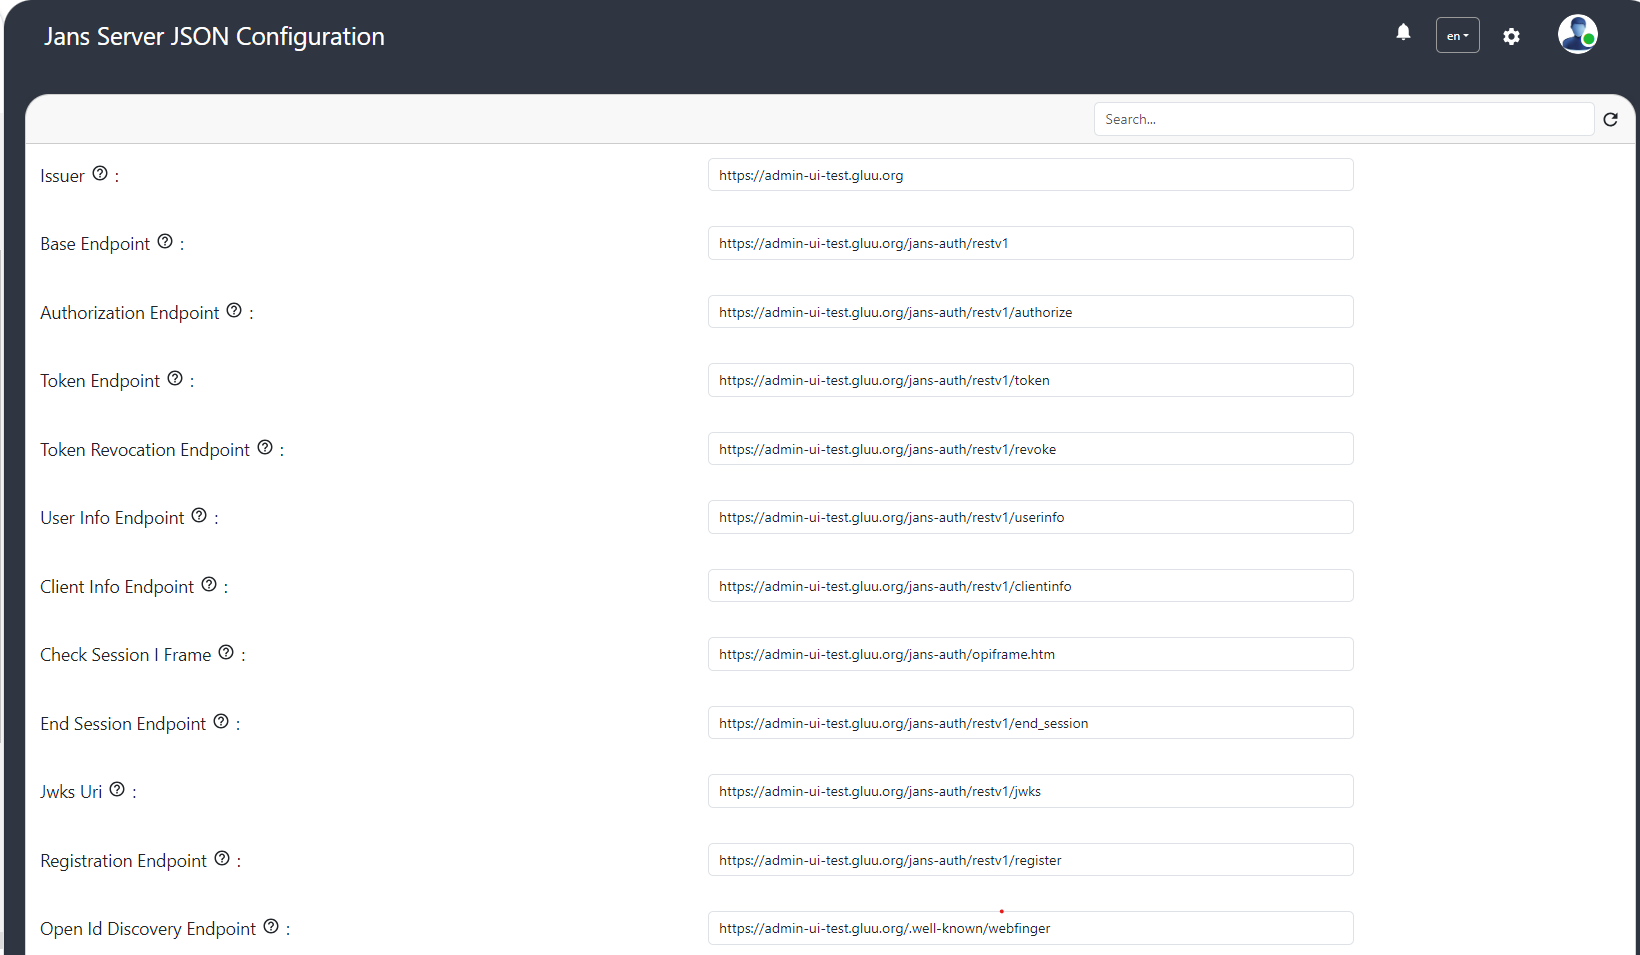 Jans Server JSON Configuration
en
Search...
Issuer : https://admin-ui-test.gluu.org
Base Endpoint : https://admin-ui-test.gluu.org/jans-auth/restv1
Authorization Endpoint : https://admin-ui-test.gluu.org/jans-auth/restv1/authorize
Token Endpoint : https://admin-ui-test.gluu.org/jans-auth/restv1/token
Token Revocation Endpoint : https://admin-ui-test.gluu.org/jans-auth/restv1/revoke
User Info Endpoint : https://admin-ui-test.gluu.org/jans-auth/restv1/userinfo
Client Info Endpoint : https://admin-ui-test.gluu.org/jans-auth/restv1/clientinfo
Check Session I Frame : https://admin-ui-test.gluu.org/jans-auth/opiframe.htm
End Session Endpoint : https://admin-ui-test.gluu.org/jans-auth/restv1/end_session
Jwks Uri : https://admin-ui-test.gluu.org/jans-auth/restv1/jwks
Registration Endpoint : https://admin-ui-test.gluu.org/jans-auth/restv1/register
Open Id Discovery Endpoint : https://admin-ui-test.gluu.org/.well-known/webfinger